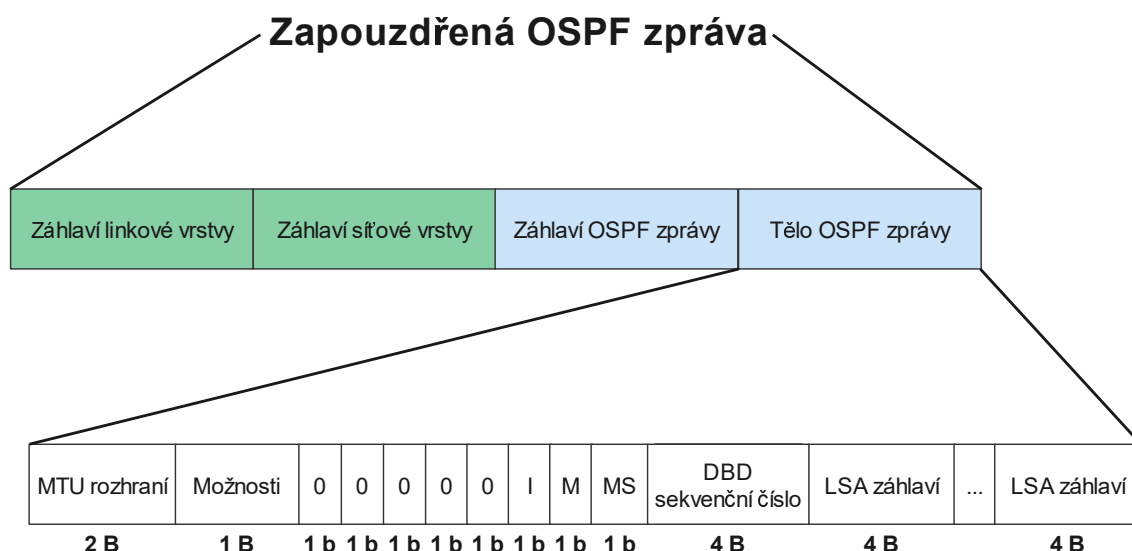 Zapouzdřená OSPF zpráva
Záhlaví linkové vrstvy
Záhlaví síťové vrstvy
Záhlaví OSPF zprávy
Tělo OSPF zprávy
MTU rozhraní
Možnosti
0
0
0
0
0
I
M
MS
DBD
sekvenční číslo
LSA záhlaví
...
LSA záhlaví
2 B
1 B
1 b
1 b
1 b
1 b
1 b
1 b
1 b
1 b
4 B
4 B
4 B